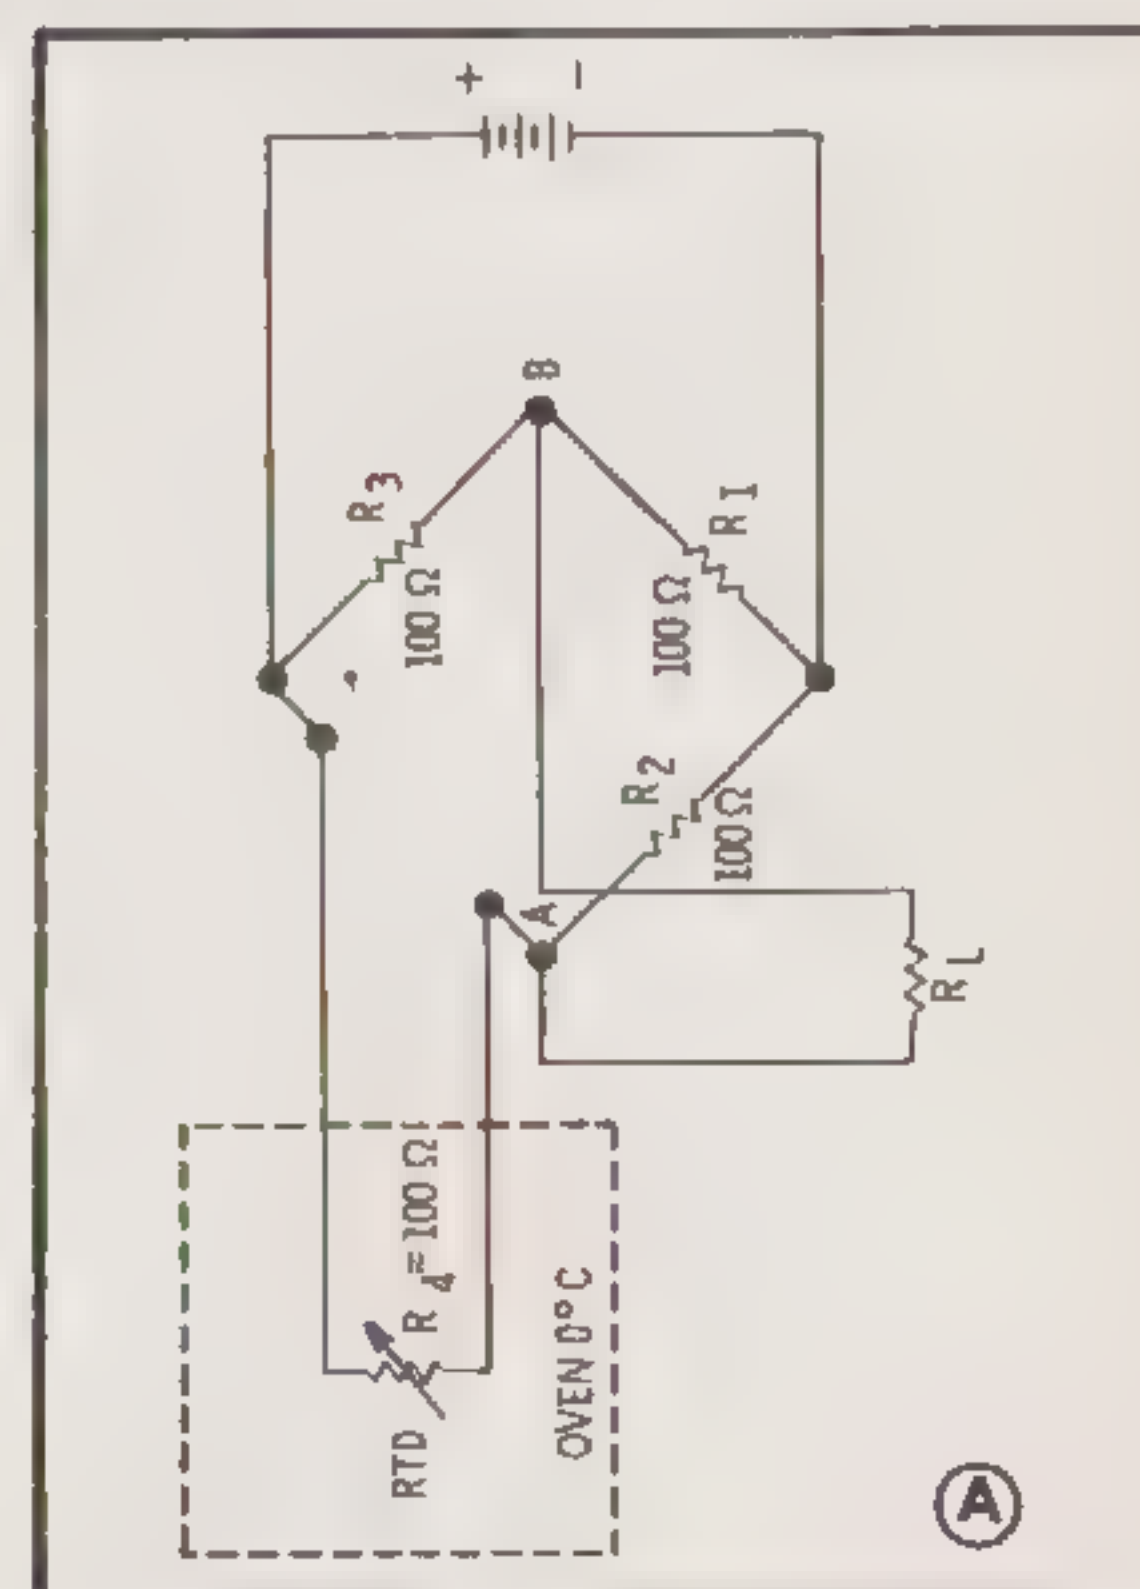 + −
B
R3
100 Ω
R1
100 Ω
R2
100 Ω
A
RL
R4 = 100 Ω
RTD
OVEN 0°C
A